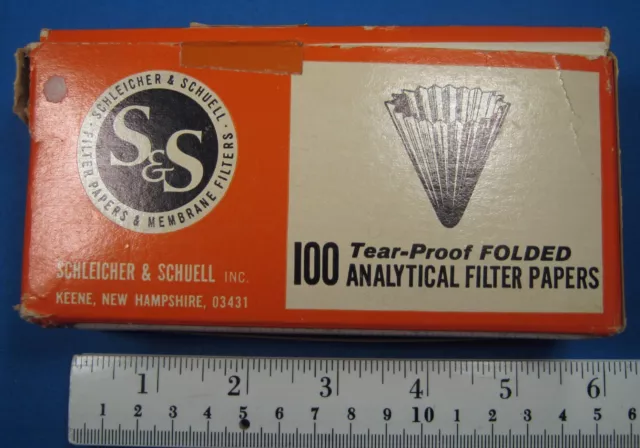 SCHLEICHER & SCHUELL · FILTER PAPERS & MEMBRANE FILTERS ·
S&S
SCHLEICHER & SCHUELL INC.
KEENE, NEW HAMPSHIRE, 03431
100 Tear-Proof FOLDED
ANALYTICAL FILTER PAPERS
1 2 3 4 5 6
1 2 3 4 5 6 7 8 9 10 1 2 3 4 5 6